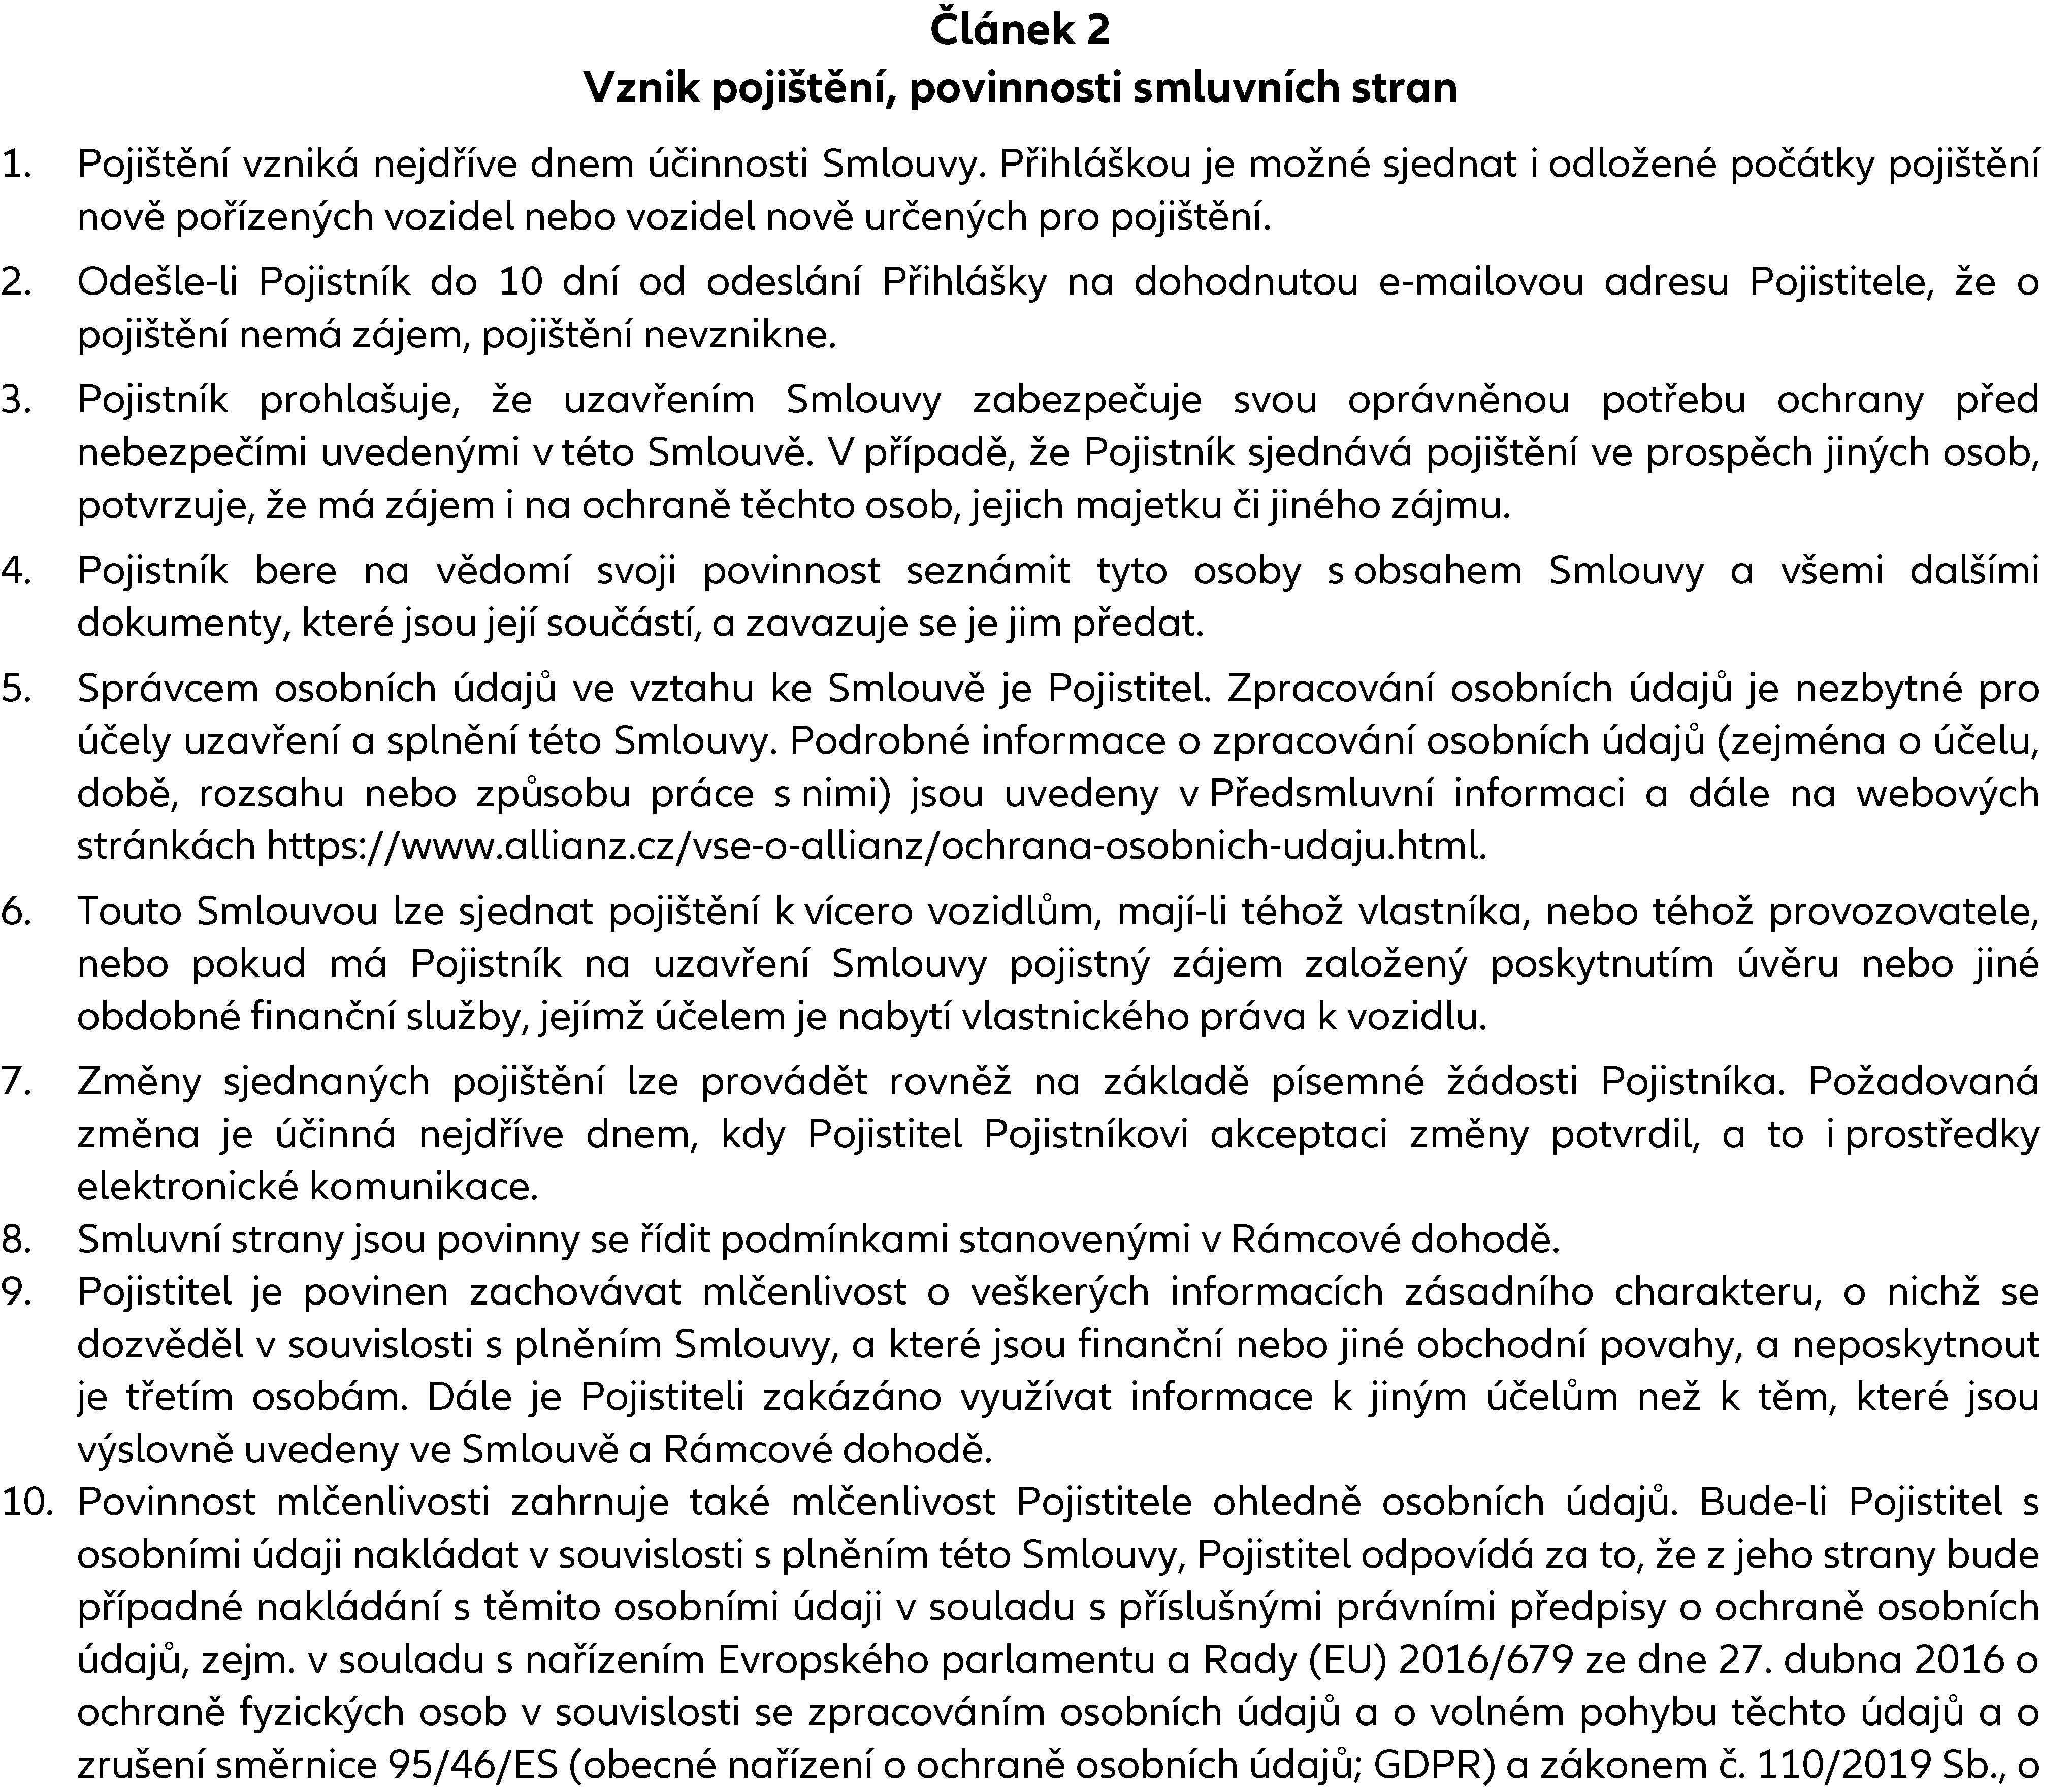 Článek 2
Vznik pojištění, povinnosti smluvních stran
1. Pojištění vzniká nejdříve dnem účinnosti Smlouvy. Přihláškou je možné sjednat i odložené počátky pojištění
nově pořízených vozidel nebo vozidel nově určených pro pojištění.
2. Odešle-li Pojistník do 10 dní od odeslání Přihlášky na dohodnutou e-mailovou adresu Pojistitele, že o
pojištění nemá zájem, pojištění nevznikne.
3. Pojistník prohlašuje, že uzavřením Smlouvy zabezpečuje svou oprávněnou potřebu ochrany před
nebezpečími uvedenými v této Smlouvě. V případě, že Pojistník sjednává pojištění ve prospěch jiných osob,
potvrzuje, že má zájem i na ochraně těchto osob, jejich majetku či jiného zájmu.
4. Pojistník bere na vědomí svoji povinnost seznámit tyto osoby s obsahem Smlouvy a všemi dalšími
dokumenty, které jsou její součástí, a zavazuje se je jim předat.
5. Správcem osobních údajů ve vztahu ke Smlouvě je Pojistitel. Zpracování osobních údajů je nezbytné pro
účely uzavření a splnění této Smlouvy. Podrobné informace o zpracování osobních údajů (zejména o účelu,
době, rozsahu nebo způsobu práce s nimi) jsou uvedeny v Předsmluvní informaci a dále na webových
stránkách https://www.allianz.cz/vse-o-allianz/ochrana-osobnich-udaju.html.
6. Touto Smlouvou lze sjednat pojištění k vícero vozidlům, mají-li téhož vlastníka, nebo téhož provozovatele,
nebo pokud má Pojistník na uzavření Smlouvy pojistný zájem založený poskytnutím úvěru nebo jiné
obdobné finanční služby, jejímž účelem je nabytí vlastnického práva k vozidlu.
7. Změny sjednaných pojištění lze provádět rovněž na základě písemné žádosti Pojistníka. Požadovaná
změna je účinná nejdříve dnem, kdy Pojistitel Pojistníkovi akceptaci změny potvrdil, a to i prostředky
elektronické komunikace.
8. Smluvní strany jsou povinny se řídit podmínkami stanovenými v Rámcové dohodě.
9. Pojistitel je povinen zachovávat mlčenlivost o veškerých informacích zásadního charakteru, o nichž se
dozvěděl v souvislosti s plněním Smlouvy, a které jsou finanční nebo jiné obchodní povahy, a neposkytnout
je třetím osobám. Dále je Pojistiteli zakázáno využívat informace k jiným účelům než k těm, které jsou
výslovně uvedeny ve Smlouvě a Rámcové dohodě.
10. Povinnost mlčenlivosti zahrnuje také mlčenlivost Pojistitele ohledně osobních údajů. Bude-li Pojistitel s
osobními údaji nakládat v souvislosti s plněním této Smlouvy, Pojistitel odpovídá za to, že z jeho strany bude
případné nakládání s těmito osobními údaji v souladu s příslušnými právními předpisy o ochraně osobních
údajů, zejm. v souladu s nařízením Evropského parlamentu a Rady (EU) 2016/679 ze dne 27. dubna 2016 o
ochraně fyzických osob v souvislosti se zpracováním osobních údajů a o volném pohybu těchto údajů a o
zrušení směrnice 95/46/ES (obecné nařízení o ochraně osobních údajů; GDPR) a zákonem č. 110/2019 Sb., o